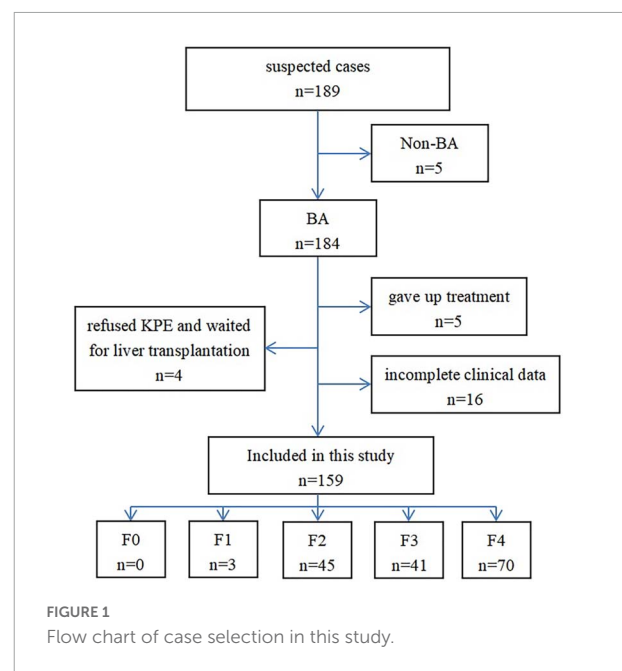 suspected cases
n=189
Non-BA
n=5
BA
n=184
gave up treatment
n=5
refused KPE and waited
for liver transplantation
n=4
incomplete clinical data
n=16
Included in this study
n=159
F0
n=0
F1
n=3
F2
n=45
F3
n=41
F4
n=70
FIGURE 1
Flow chart of case selection in this study.